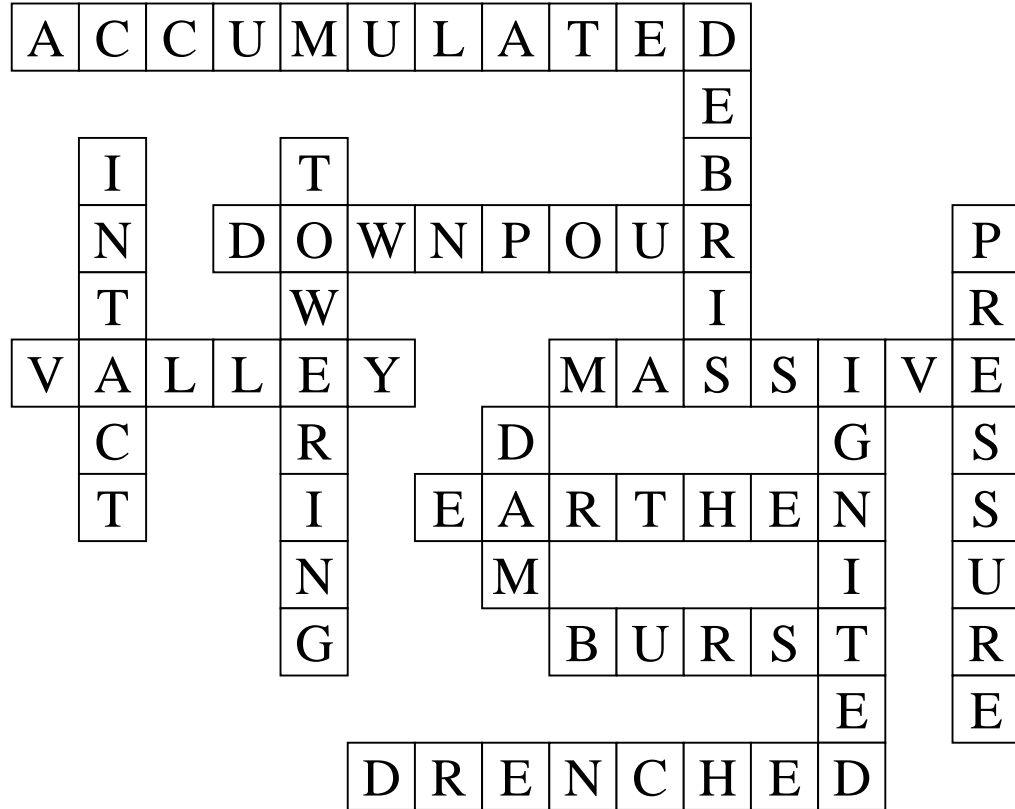 ACCUMULATED
DEBRIS
INTACT
TOWERING
DOWNPOUR
PRESSURE
VALLEY
MASSIVE
IGNITED
DAM
EARTHEN
BURST
DRENCHED